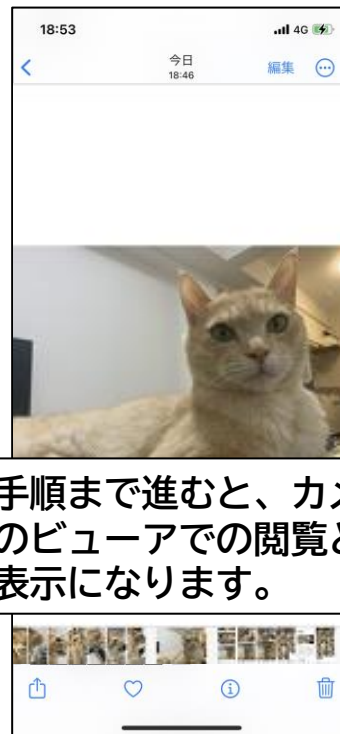 18:53
4G
今日
18:46
編集
手順まで進むと、カメ
のビューアでの閲覧と
表示になります。